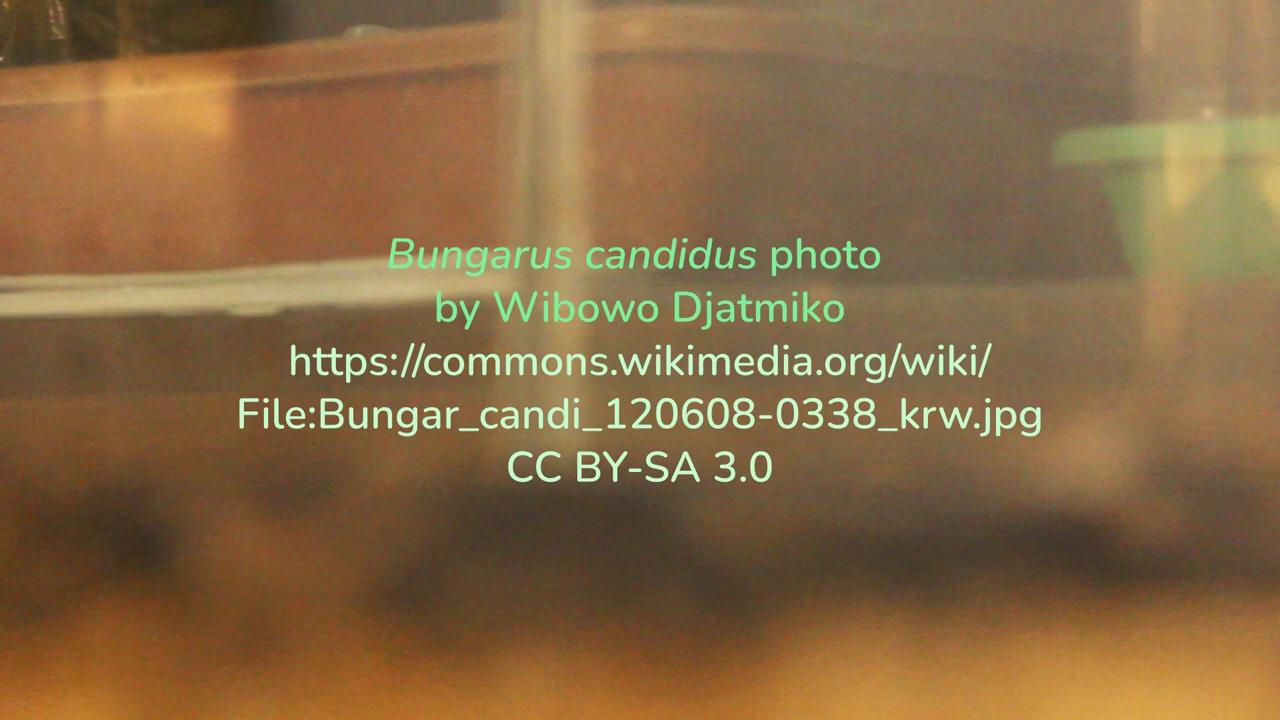 Bungarus candidus photo
by Wibowo Djatmiko
https://commons.wikimedia.org/wiki/
File:Bungar_candi_120608-0338_krw.jpg
CC BY-SA 3.0